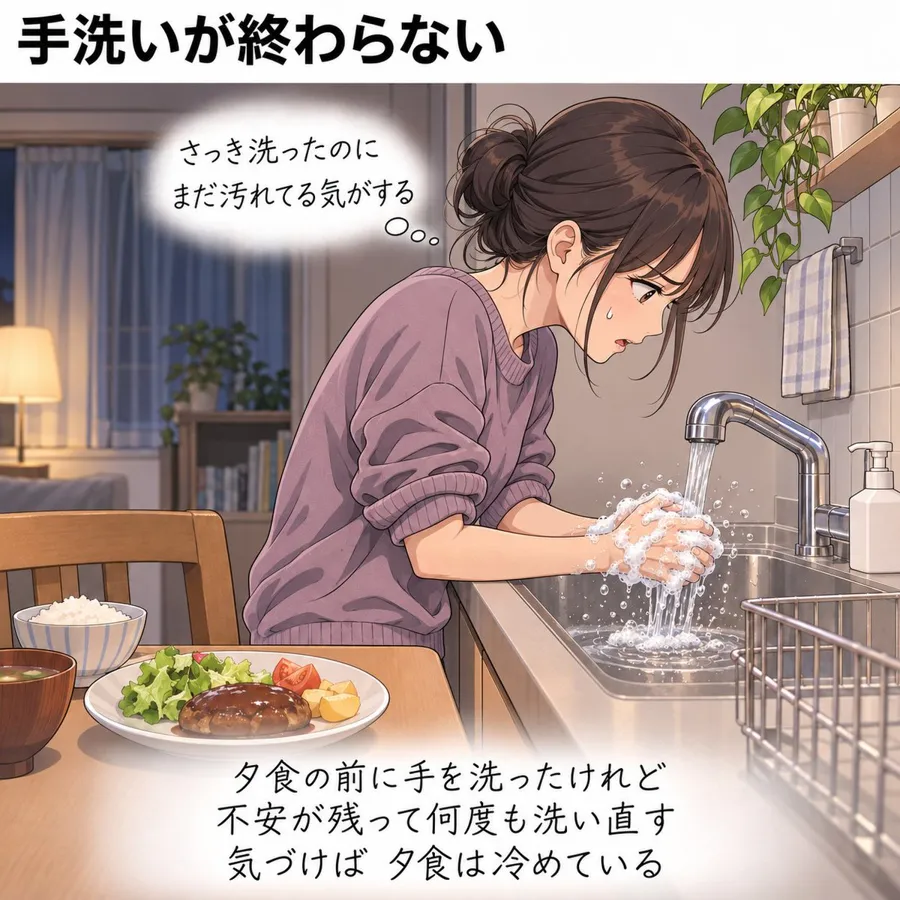 手洗いが終わらない
さっき洗ったのに
まだ汚れてる気がする
夕食の前に手を洗ったけれど
不安が残って何度も洗い直す
気づけば 夕食は冷めている